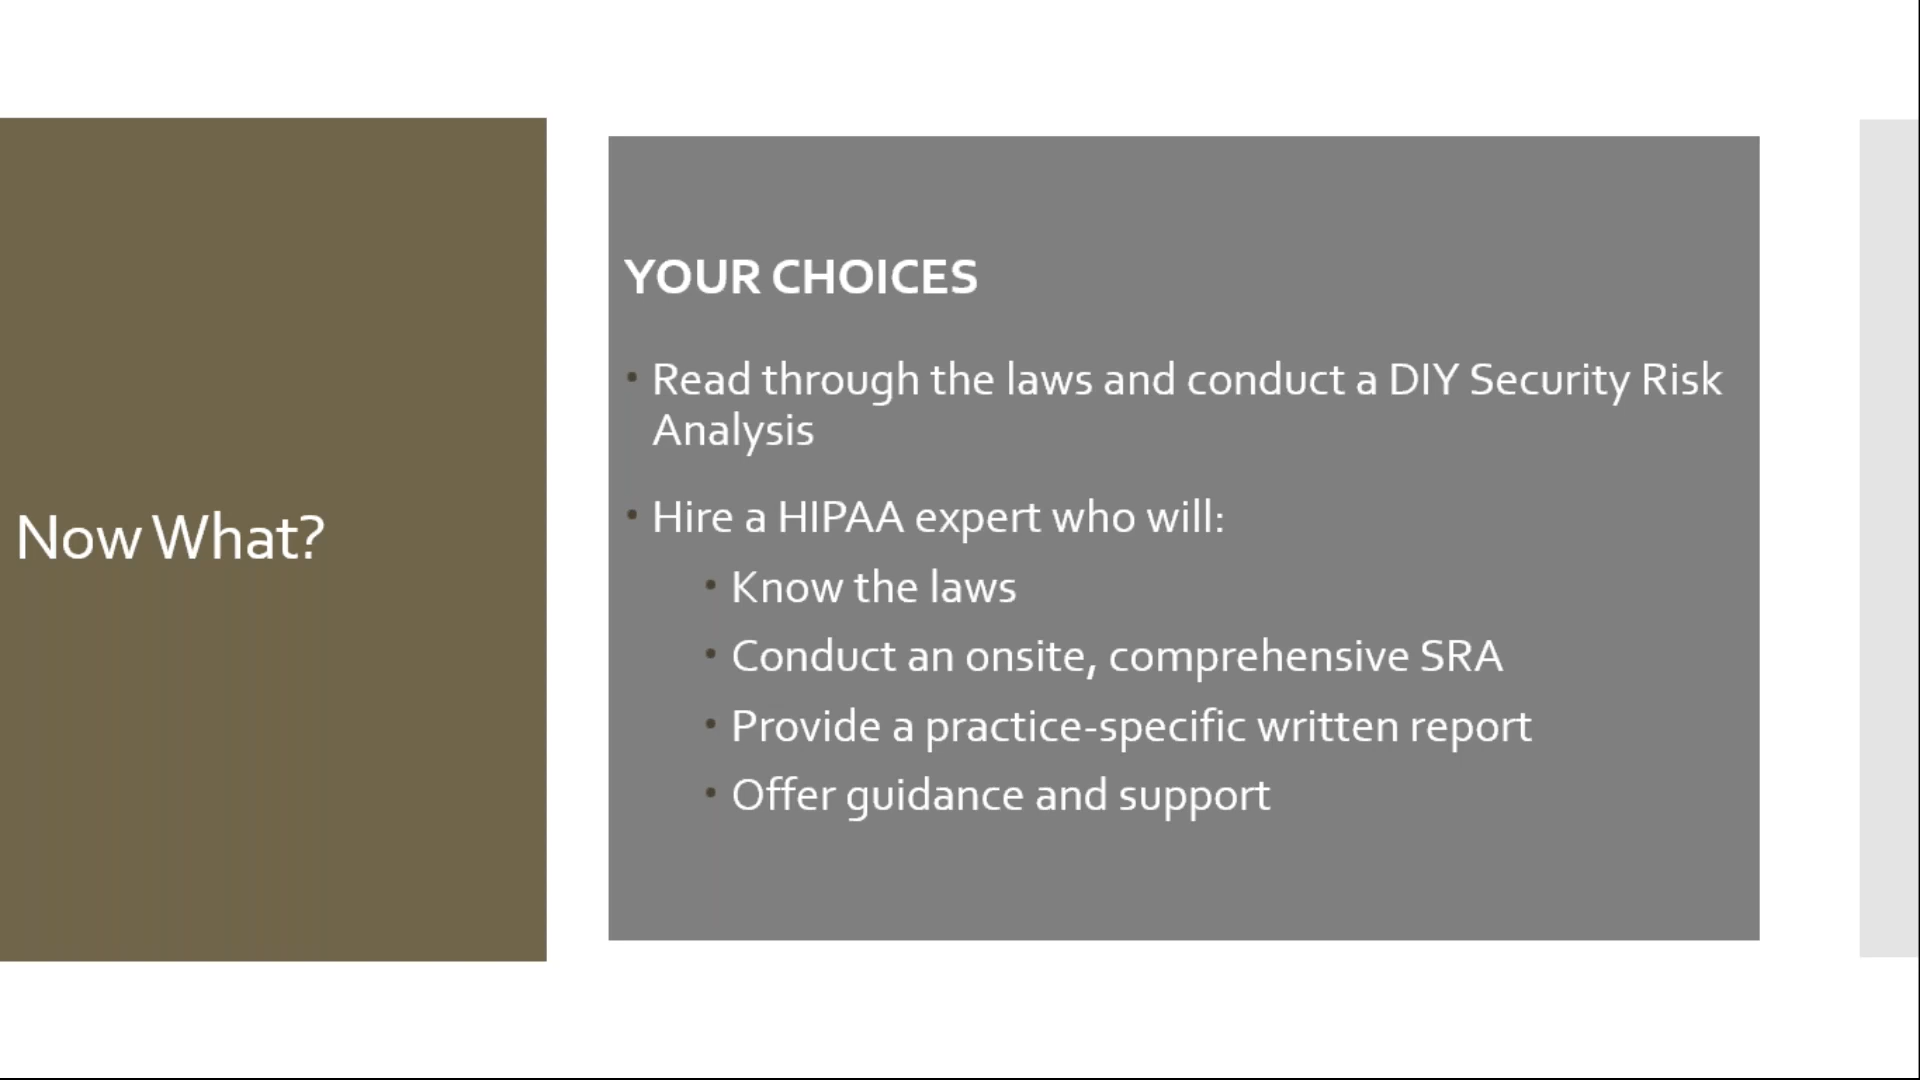 Now What?
YOUR CHOICES
• Read through the laws and conduct a DIY Security Risk
Analysis
• Hire a HIPAA expert who will:
• Know the laws
• Conduct an onsite, comprehensive SRA
• Provide a practice-specific written report
• Offer guidance and support